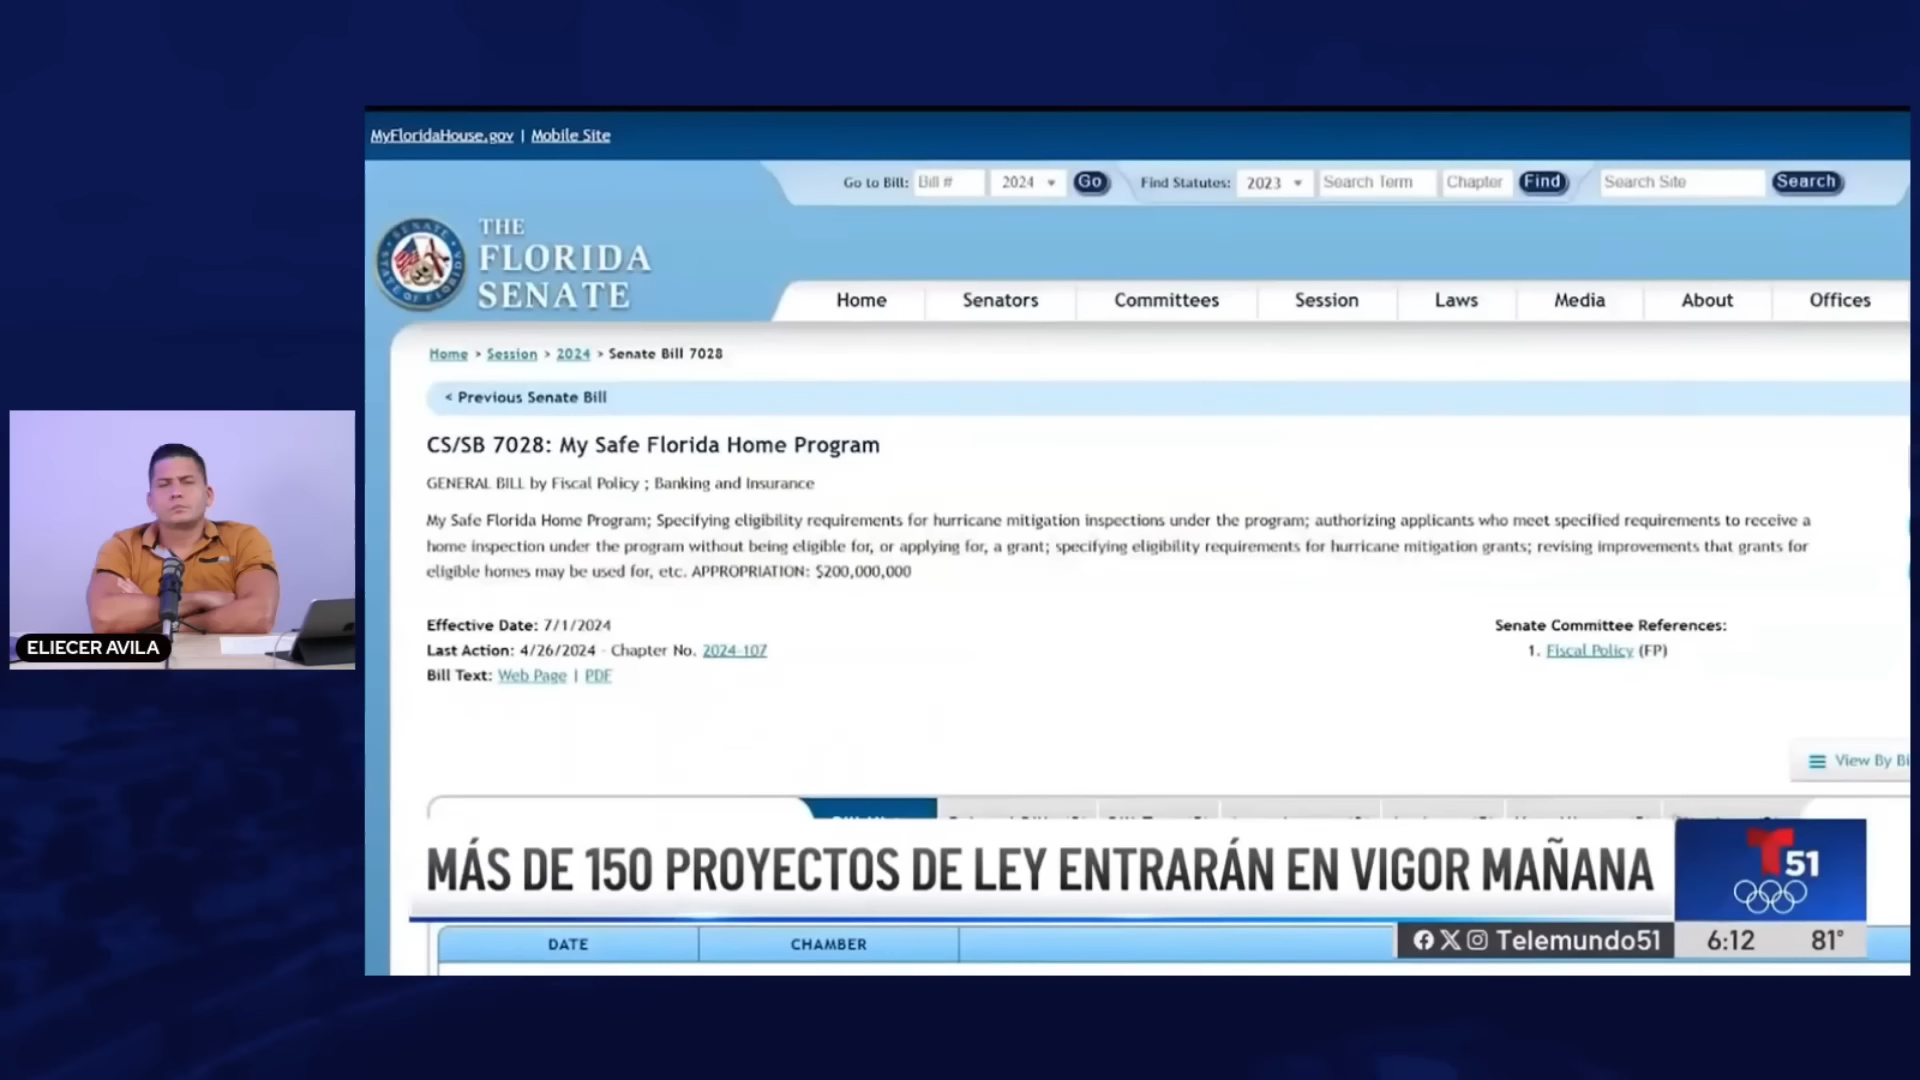 MyFloridaHouse.gov | Mobile Site
Go to Bill: Bill # 2024 Go Find Statutes: 2023 Search Term Chapter Find Search Site Search
THE
FLORIDA
SENATE
Home Senators Committees Session Laws Media About Offices
Home > Session > 2024 > Senate Bill 7028
< Previous Senate Bill
CS/SB 7028: My Safe Florida Home Program
GENERAL BILL by Fiscal Policy ; Banking and Insurance
My Safe Florida Home Program; Specifying eligibility requirements for hurricane mitigation inspections under the program; authorizing applicants who meet specified requirements to receive a
home inspection under the program without being eligible for, or applying for, a grant; specifying eligibility requirements for hurricane mitigation grants; revising improvements that grants for
eligible homes may be used for, etc. APPROPRIATION: $200,000,000
Effective Date: 7/1/2024
Last Action: 4/26/2024 - Chapter No. 2024-107
Bill Text: Web Page | PDF
Senate Committee References:
1. Fiscal Policy (FP)
View By Bi
ELIECER AVILA
MÁS DE 150 PROYECTOS DE LEY ENTRARÁN EN VIGOR MAÑANA
51
DATE CHAMBER
Telemundo51 6:12 81°